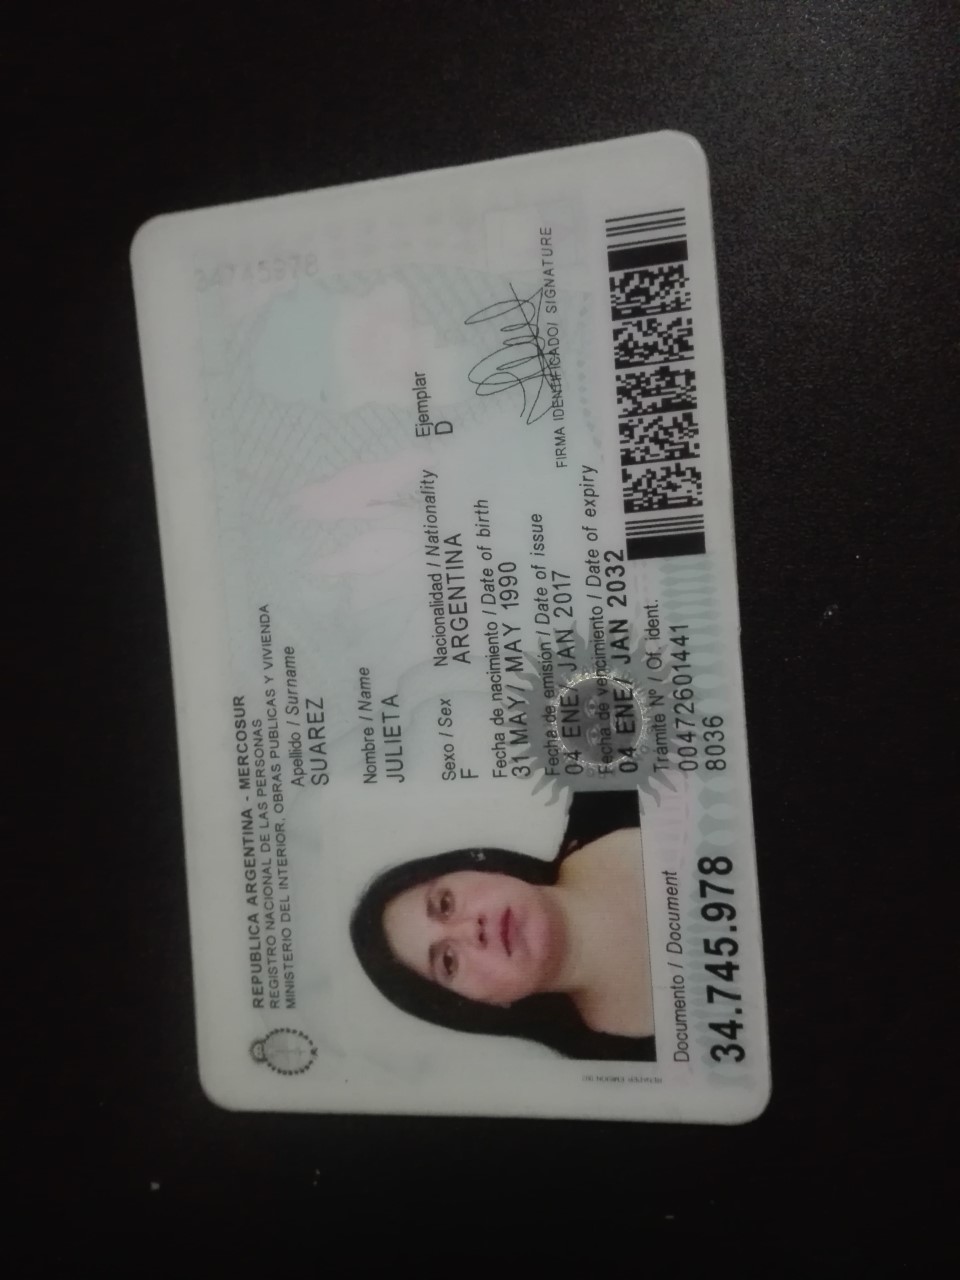 REPUBLICA ARGENTINA - MERCOSUR
REGISTRO NACIONAL DE LAS PERSONAS
MINISTERIO DEL INTERIOR, OBRAS PUBLICAS Y VIVIENDA
Apellido / Surname
SUAREZ
Nombre / Name
JULIETA
Sexo / Sex Nacionalidad / Nationality Ejemplar
F ARGENTINA D
Fecha de nacimiento / Date of birth
31 MAY/ MAY 1990
Fecha de emisión / Date of issue
04 ENE/ JAN 2017
FIRMA IDENTIFICADO/ SIGNATURE
Fecha de vencimiento / Date of expiry
04 ENE/ JAN 2032
Trámite Nº / Of. ident.
00472601441
8036
Documento / Document
34.745.978